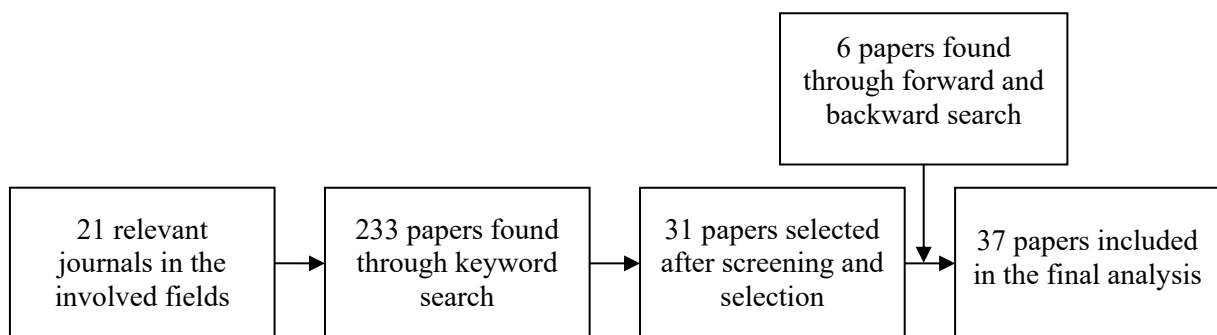 6 papers found
through forward and
backward search
21 relevant
journals in the
involved fields
233 papers found
through keyword
search
31 papers selected
after screening and
selection
37 papers included
in the final analysis